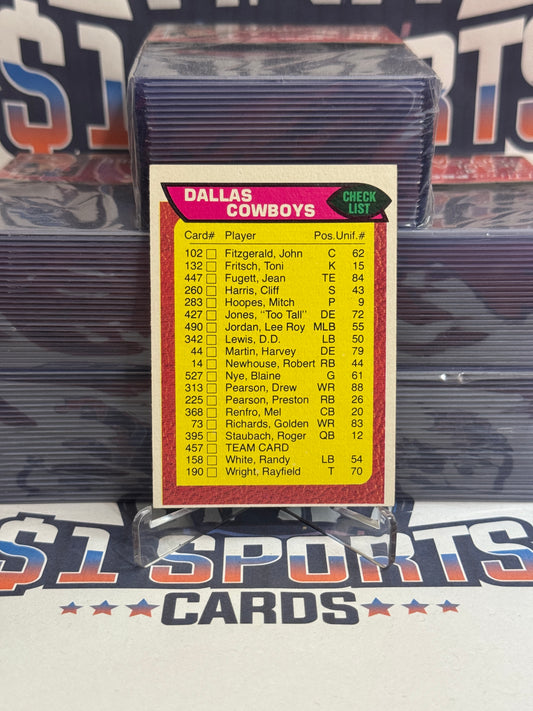 $1 SPORTS
DALLAS
COWBOYS
CHECK
LIST
Card# Player Pos. Unif.#
102 Fitzgerald, John C 62
132 Fritsch, Toni K 15
447 Fugett, Jean TE 84
260 Harris, Cliff S 43
283 Hoopes, Mitch P 9
427 Jones, "Too Tall" DE 72
490 Jordan, Lee Roy MLB 55
342 Lewis, D.D. LB 50
44 Martin, Harvey DE 79
14 Newhouse, Robert RB 44
527 Nye, Blaine G 61
313 Pearson, Drew WR 88
225 Pearson, Preston RB 26
368 Renfro, Mel CB 20
73 Richards, Golden WR 83
395 Staubach, Roger QB 12
457 TEAM CARD
158 White, Randy LB 54
190 Wright, Rayfield T 70
$1 SPORTS
CARDS